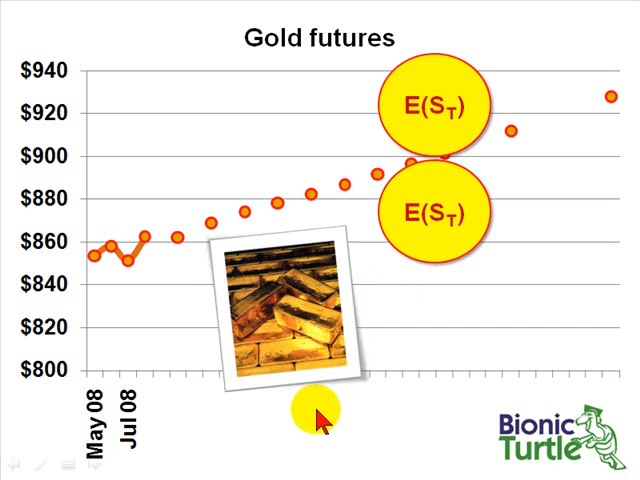 Gold futures
$940
$920
$900
$880
$860
$840
$820
$800
E(ST)
E(ST)
May 08
Jul 08
Bionic
Turtle